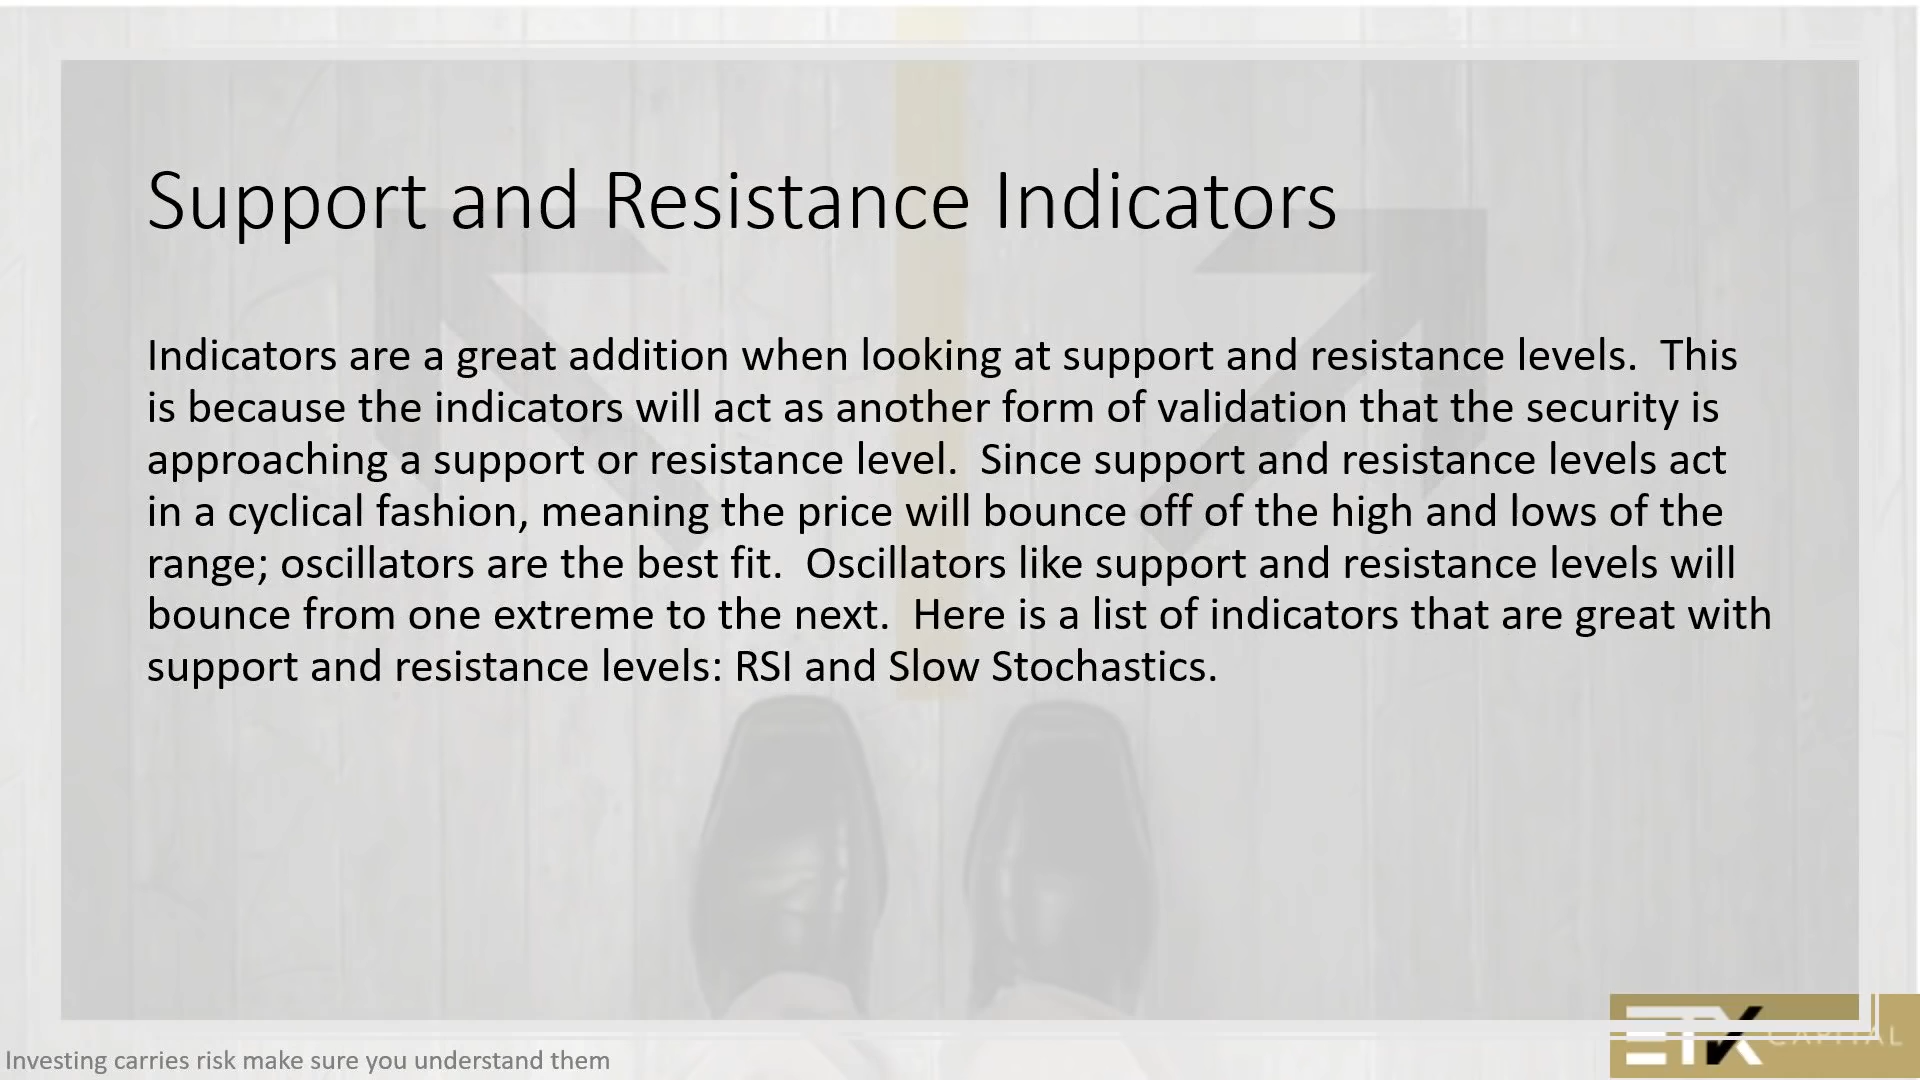 Support and Resistance Indicators
Indicators are a great addition when looking at support and resistance levels.  This
is because the indicators will act as another form of validation that the security is
approaching a support or resistance level.  Since support and resistance levels act
in a cyclical fashion, meaning the price will bounce off of the high and lows of the
range; oscillators are the best fit.  Oscillators like support and resistance levels will
bounce from one extreme to the next.  Here is a list of indicators that are great with
support and resistance levels: RSI and Slow Stochastics.
Investing carries risk make sure you understand them
ETX CAPITAL